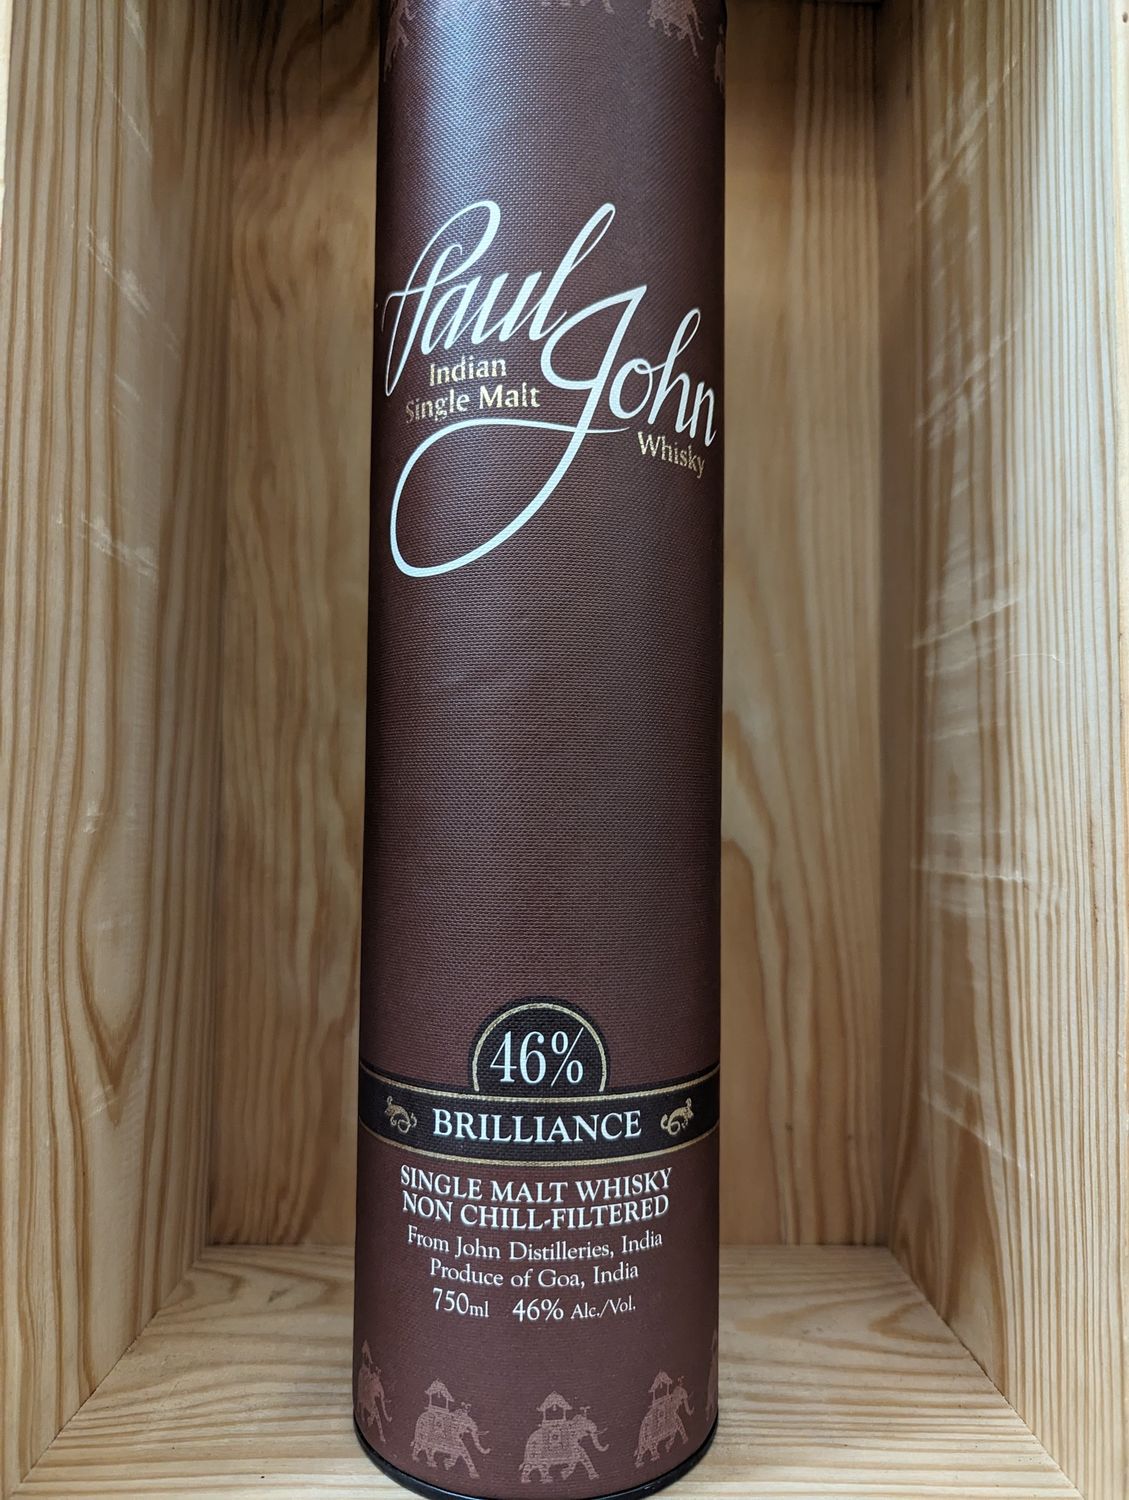 Paul John
Indian
Single Malt
Whisky
46%
BRILLIANCE
SINGLE MALT WHISKY
NON CHILL-FILTERED
From John Distilleries, India
Produce of Goa, India
750ml 46% Alc./Vol.